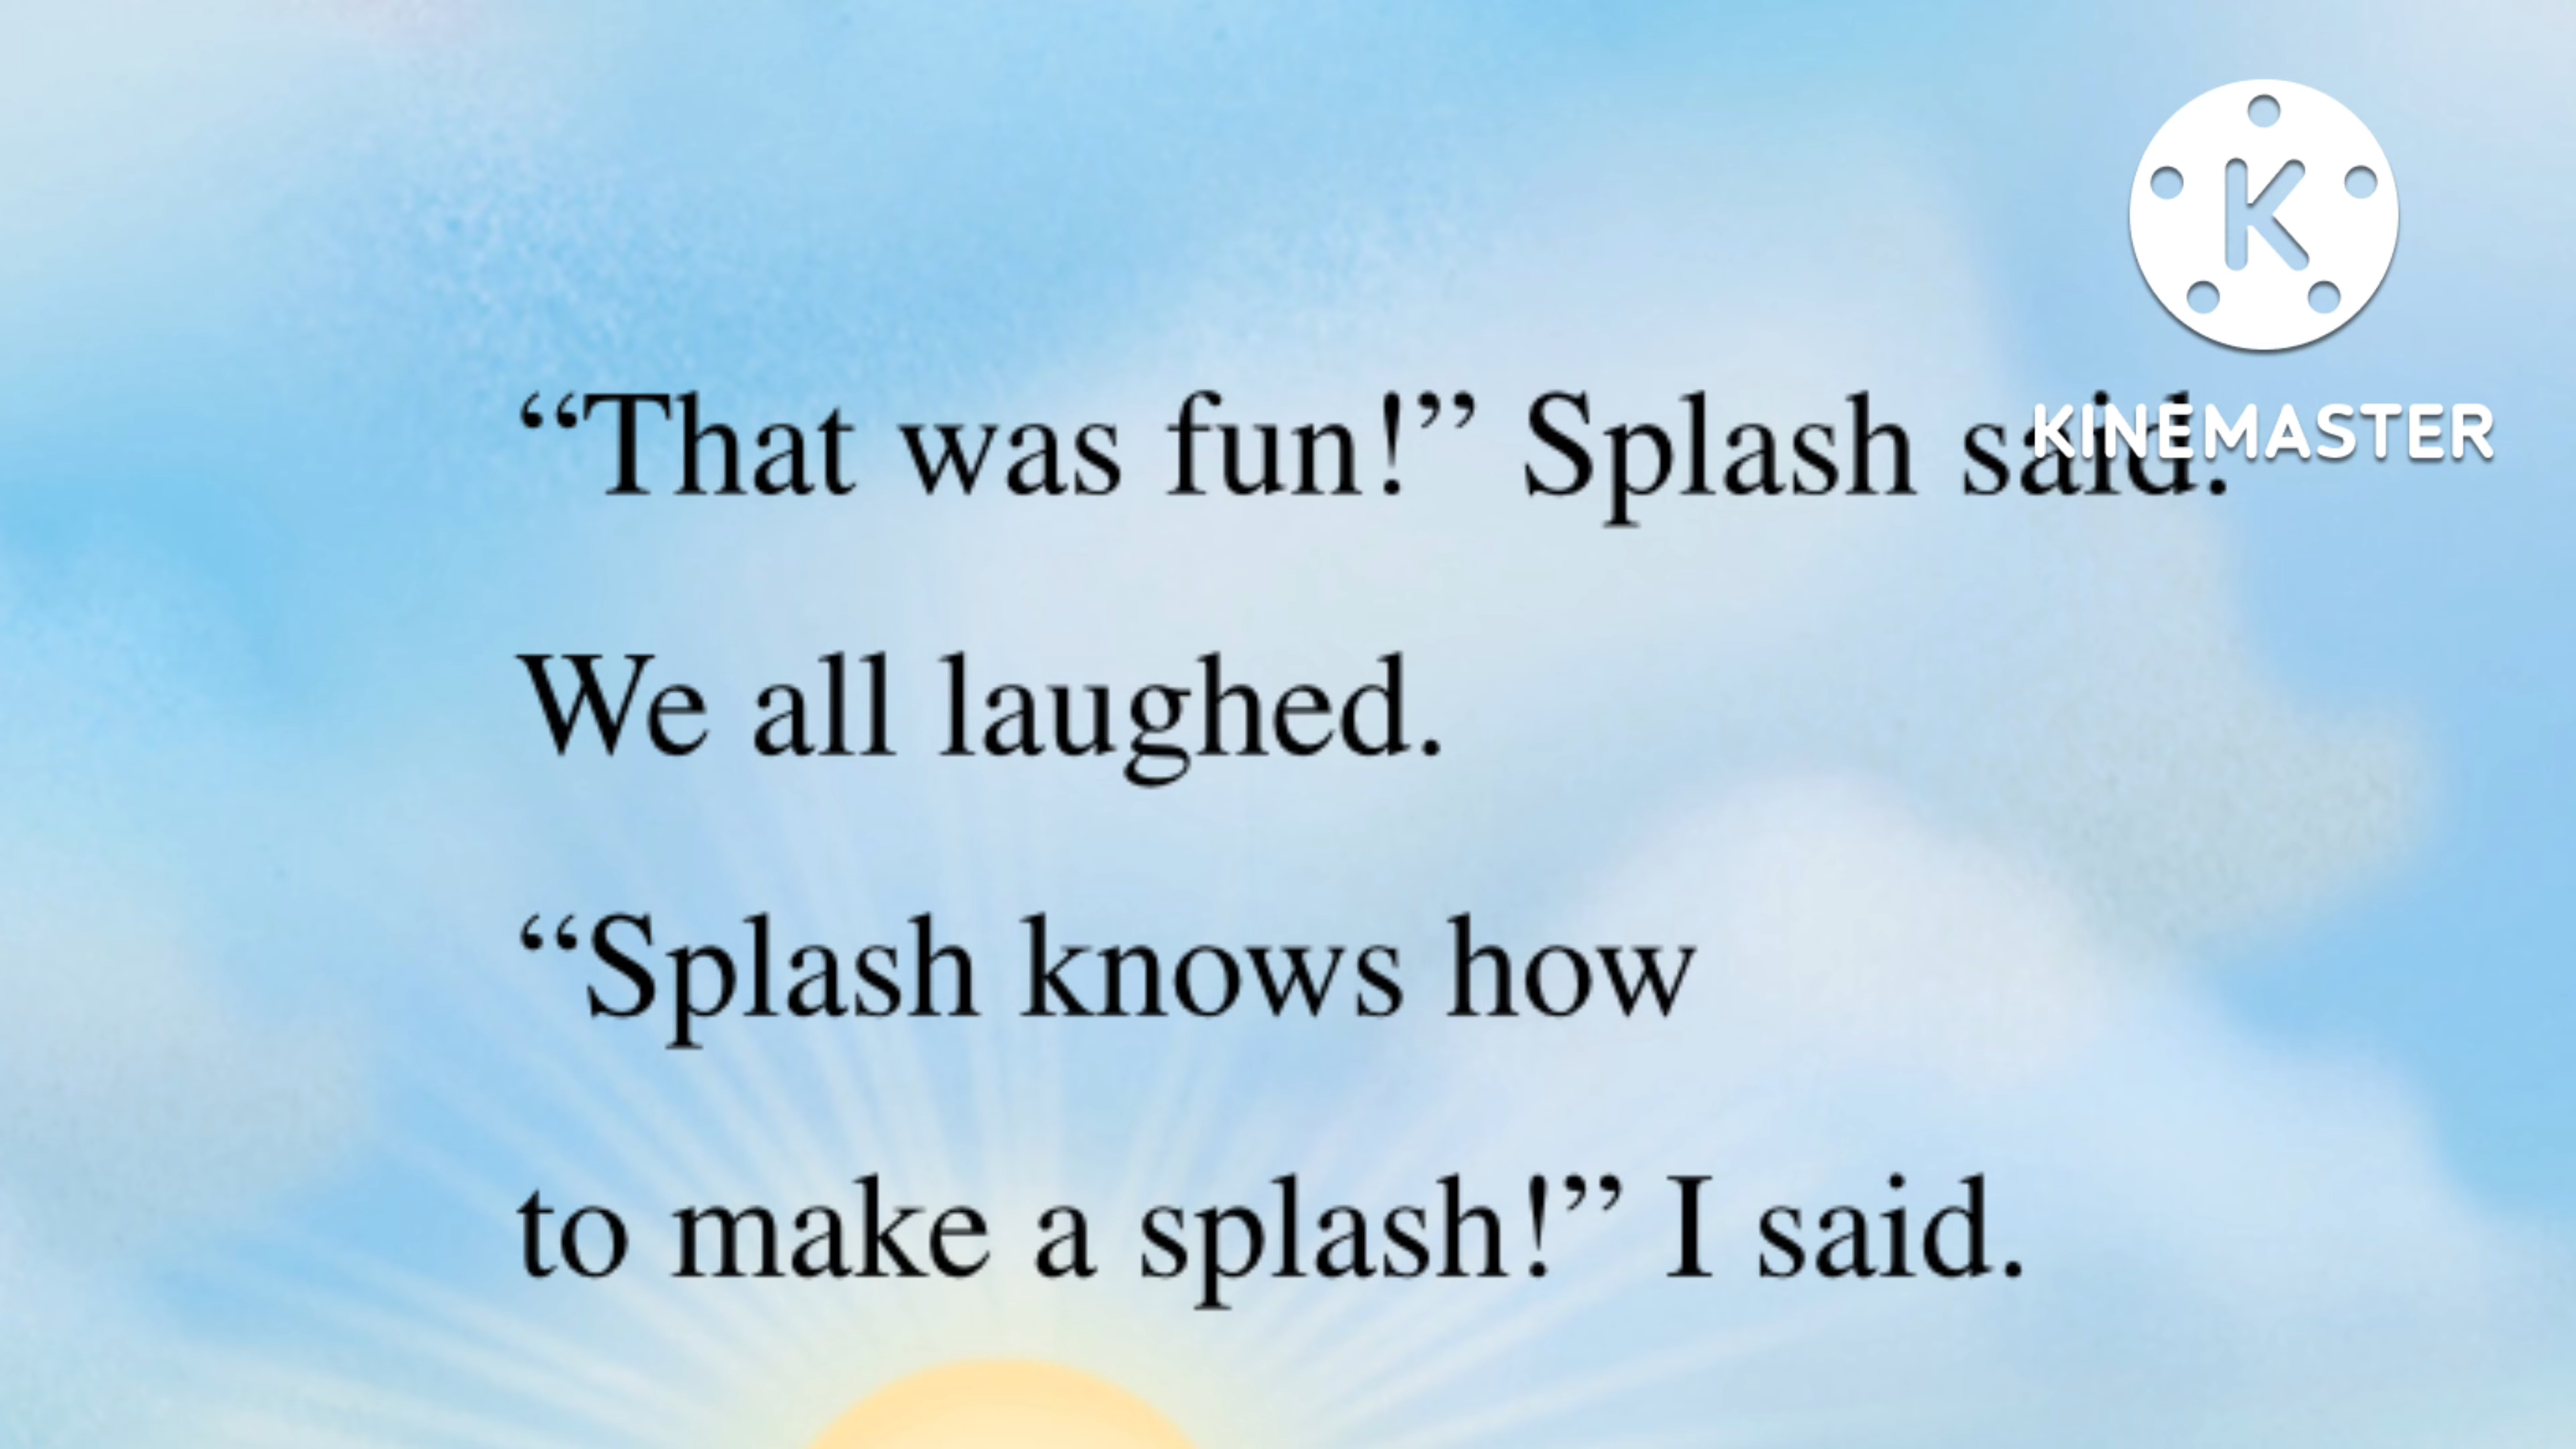 “That was fun!” Splash said.
KINEMASTER
We all laughed.
“Splash knows how
to make a splash!” I said.